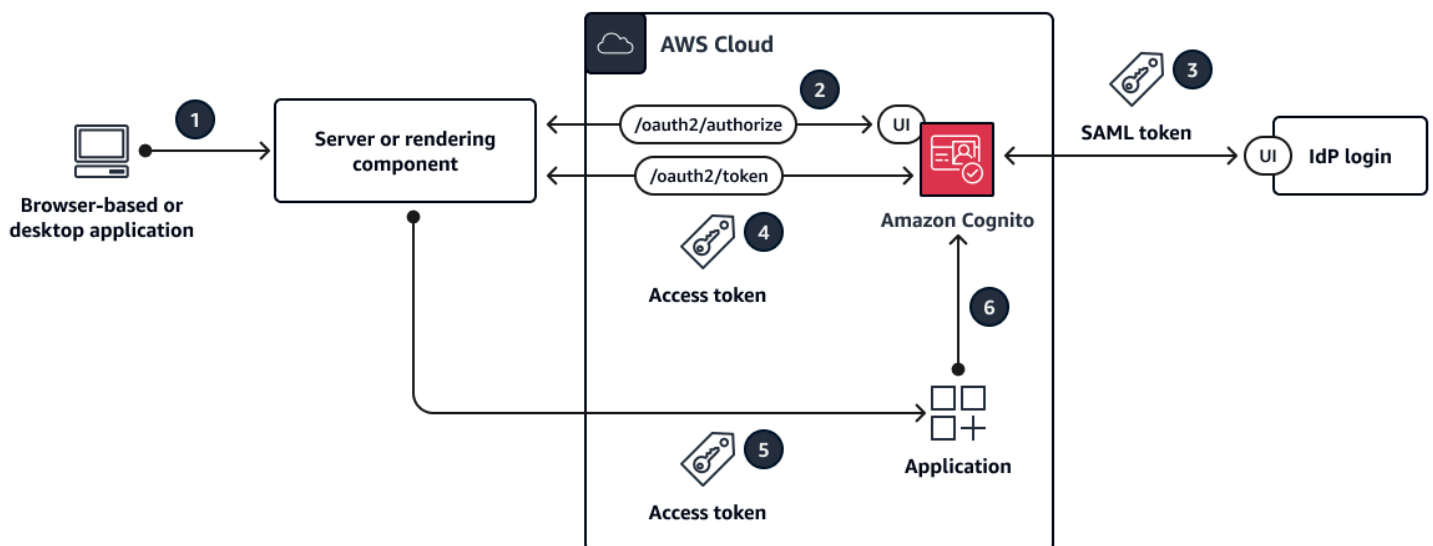 AWS Cloud
1
Server or rendering
component
Browser-based or
desktop application
2
/oauth2/authorize
UI
/oauth2/token
Amazon Cognito
3
SAML token
UI
IdP login
4
Access token
6
5
Access token
Application